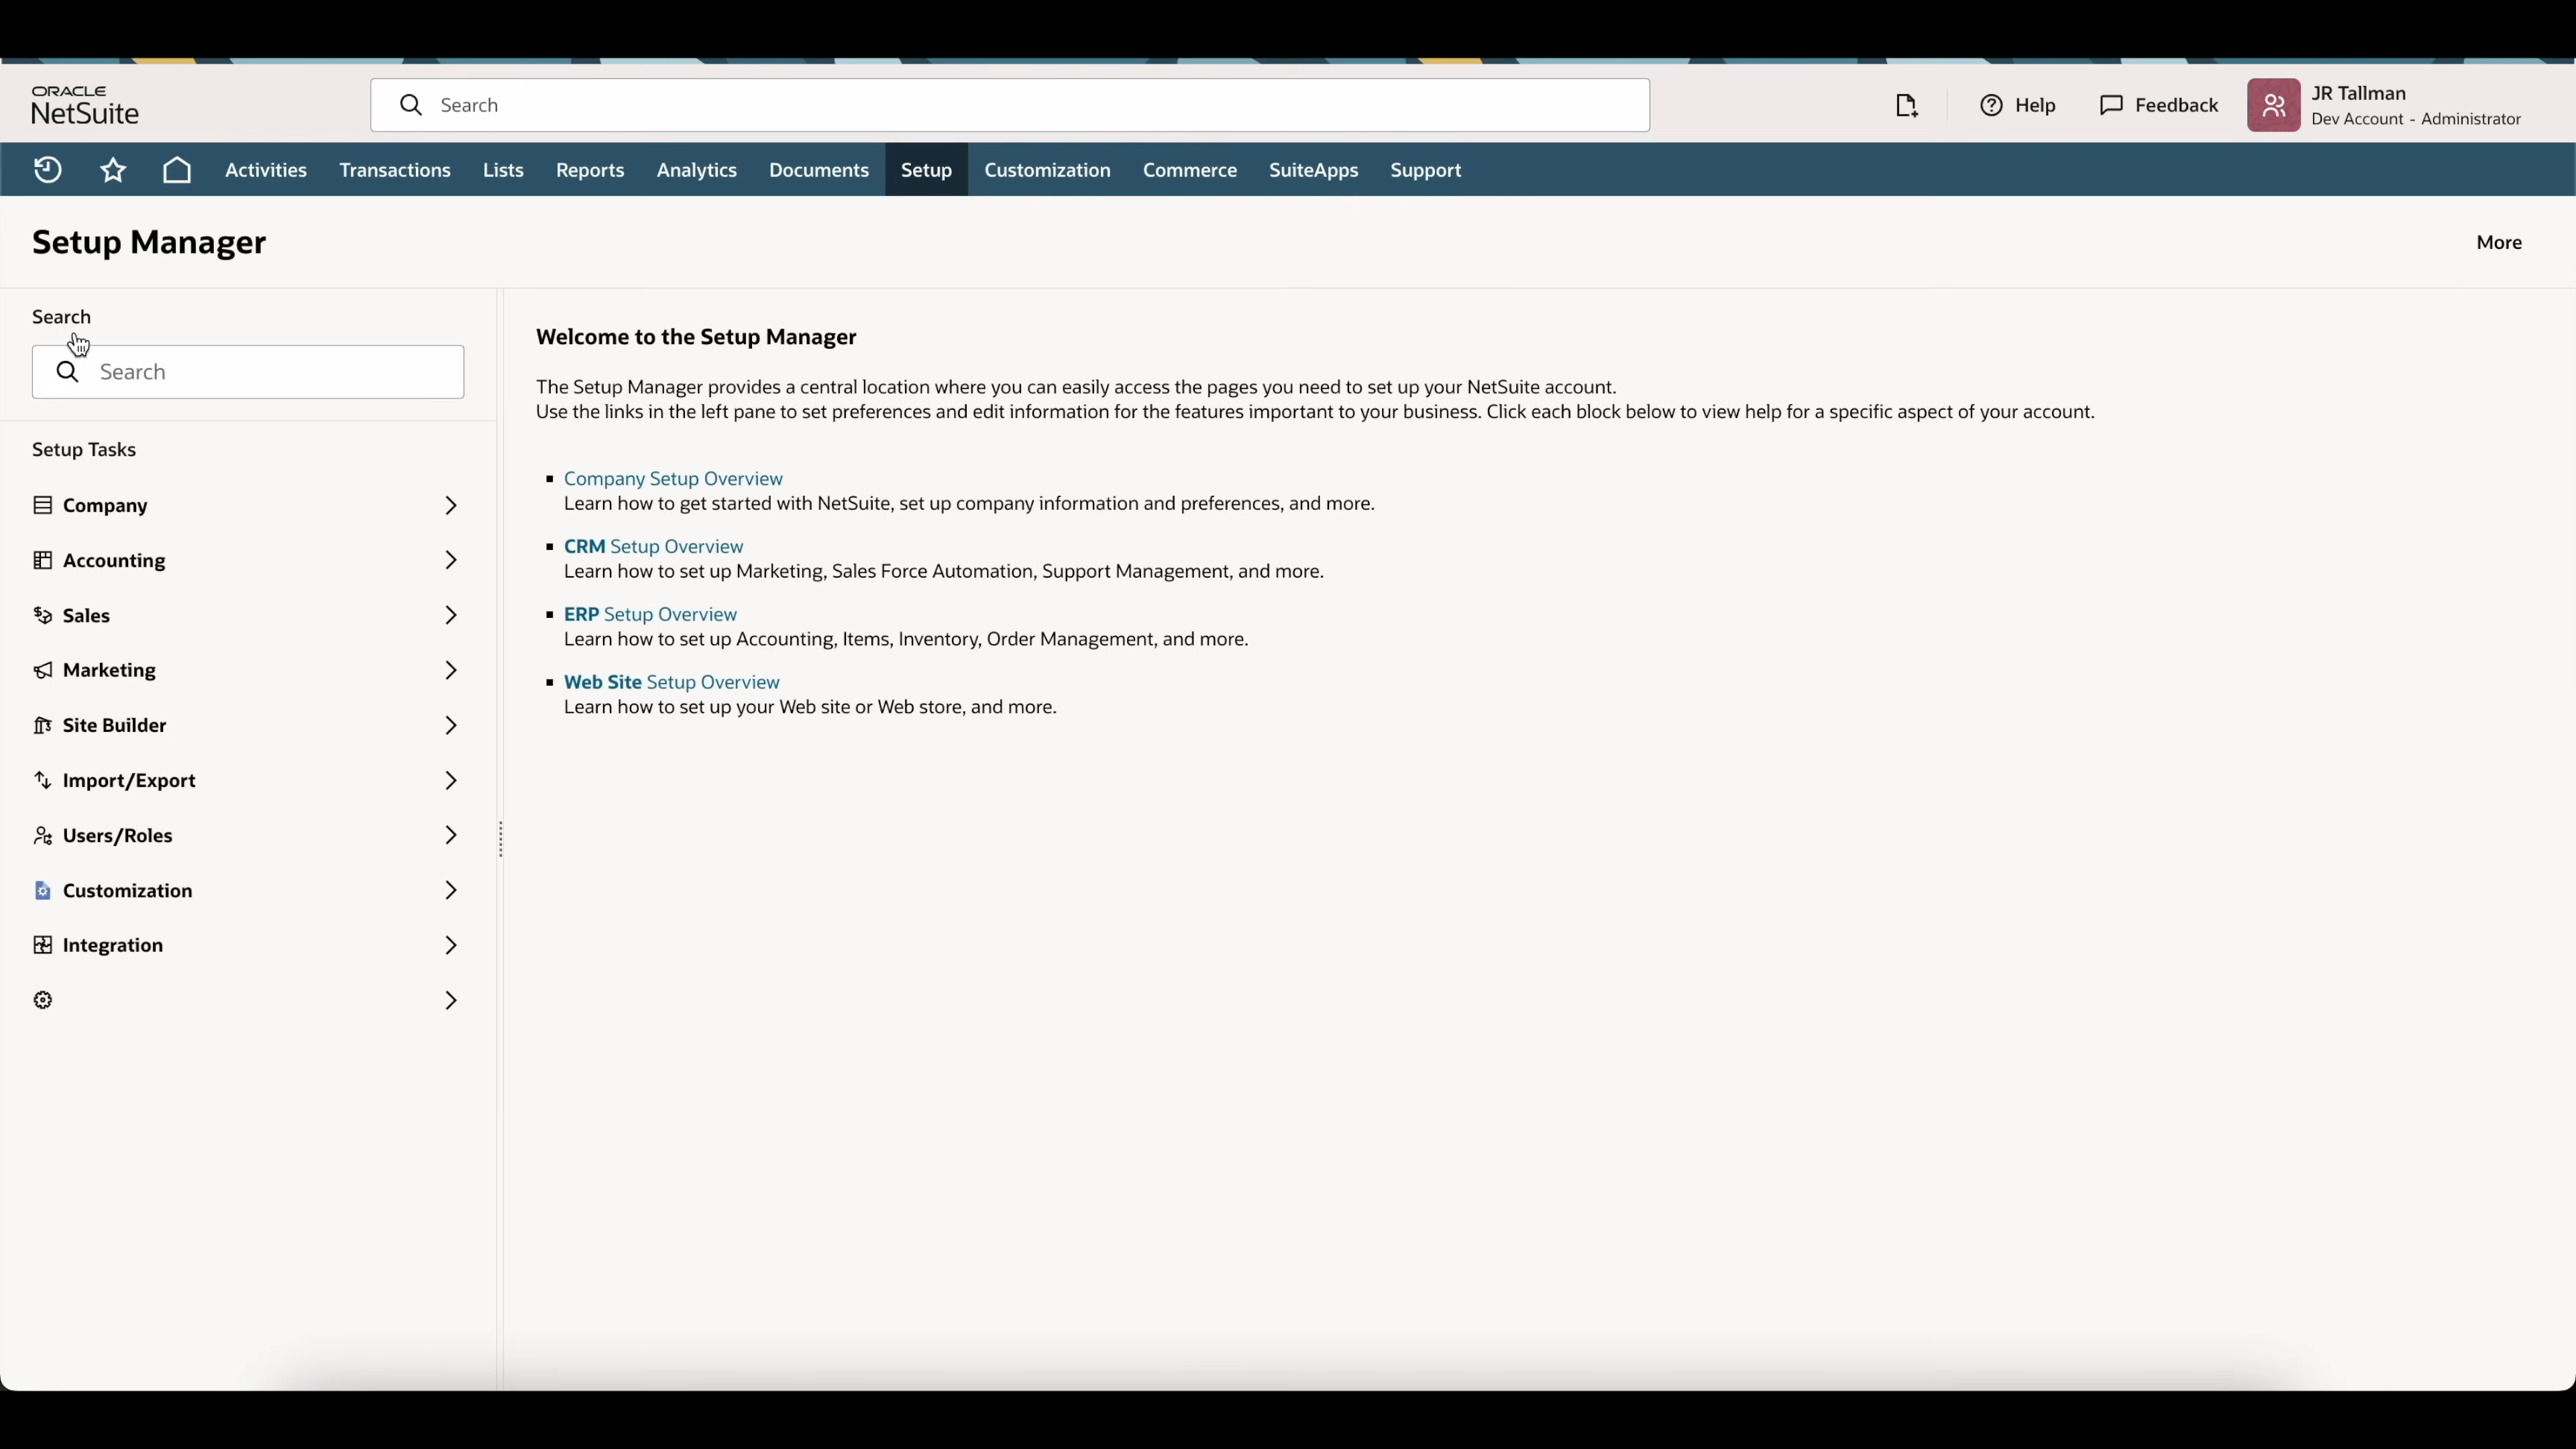 ORACLE
NetSuite
Search
Help
Feedback
JR Tallman
Dev Account - Administrator
Activities
Transactions
Lists
Reports
Analytics
Documents
Setup
Customization
Commerce
SuiteApps
Support
Setup Manager
More
Search
Search
Setup Tasks
Company
Accounting
Sales
Marketing
Site Builder
Import/Export
Users/Roles
Customization
Integration
Welcome to the Setup Manager
The Setup Manager provides a central location where you can easily access the pages you need to set up your NetSuite account.
Use the links in the left pane to set preferences and edit information for the features important to your business. Click each block below to view help for a specific aspect of your account.
Company Setup Overview
Learn how to get started with NetSuite, set up company information and preferences, and more.
CRM Setup Overview
Learn how to set up Marketing, Sales Force Automation, Support Management, and more.
ERP Setup Overview
Learn how to set up Accounting, Items, Inventory, Order Management, and more.
Web Site Setup Overview
Learn how to set up your Web site or Web store, and more.